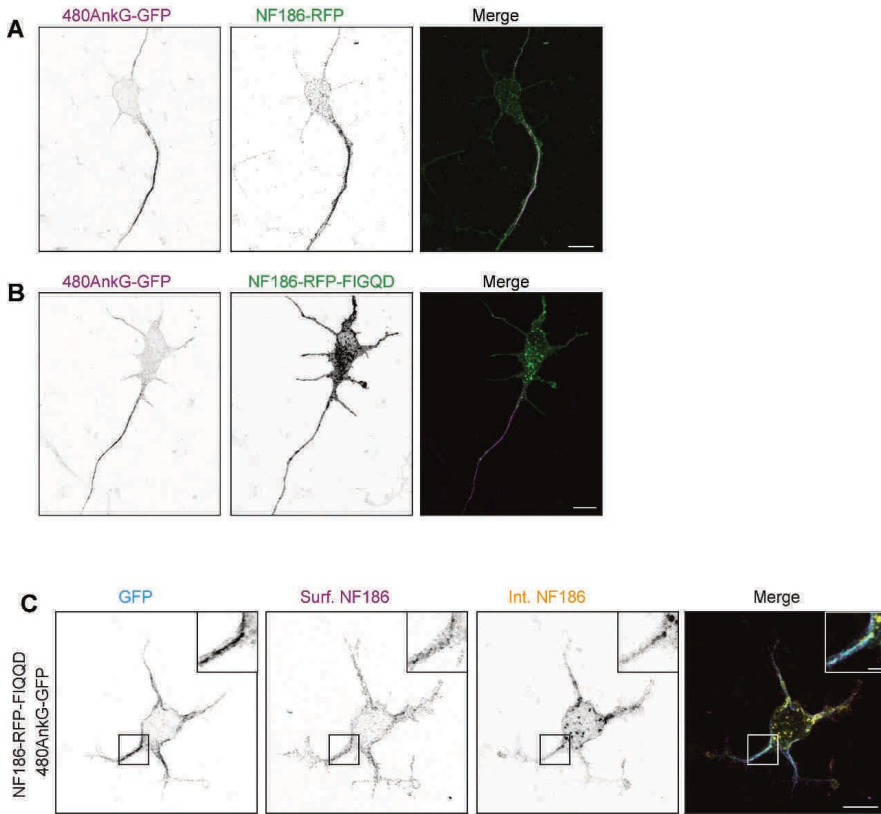 A
480AnkG-GFP
NF186-RFP
Merge
B
480AnkG-GFP
NF186-RFP-FIGQD
Merge
C
GFP
Surf. NF186
Int. NF186
Merge
NF186-RFP-FIQQD
480AnkG-GFP